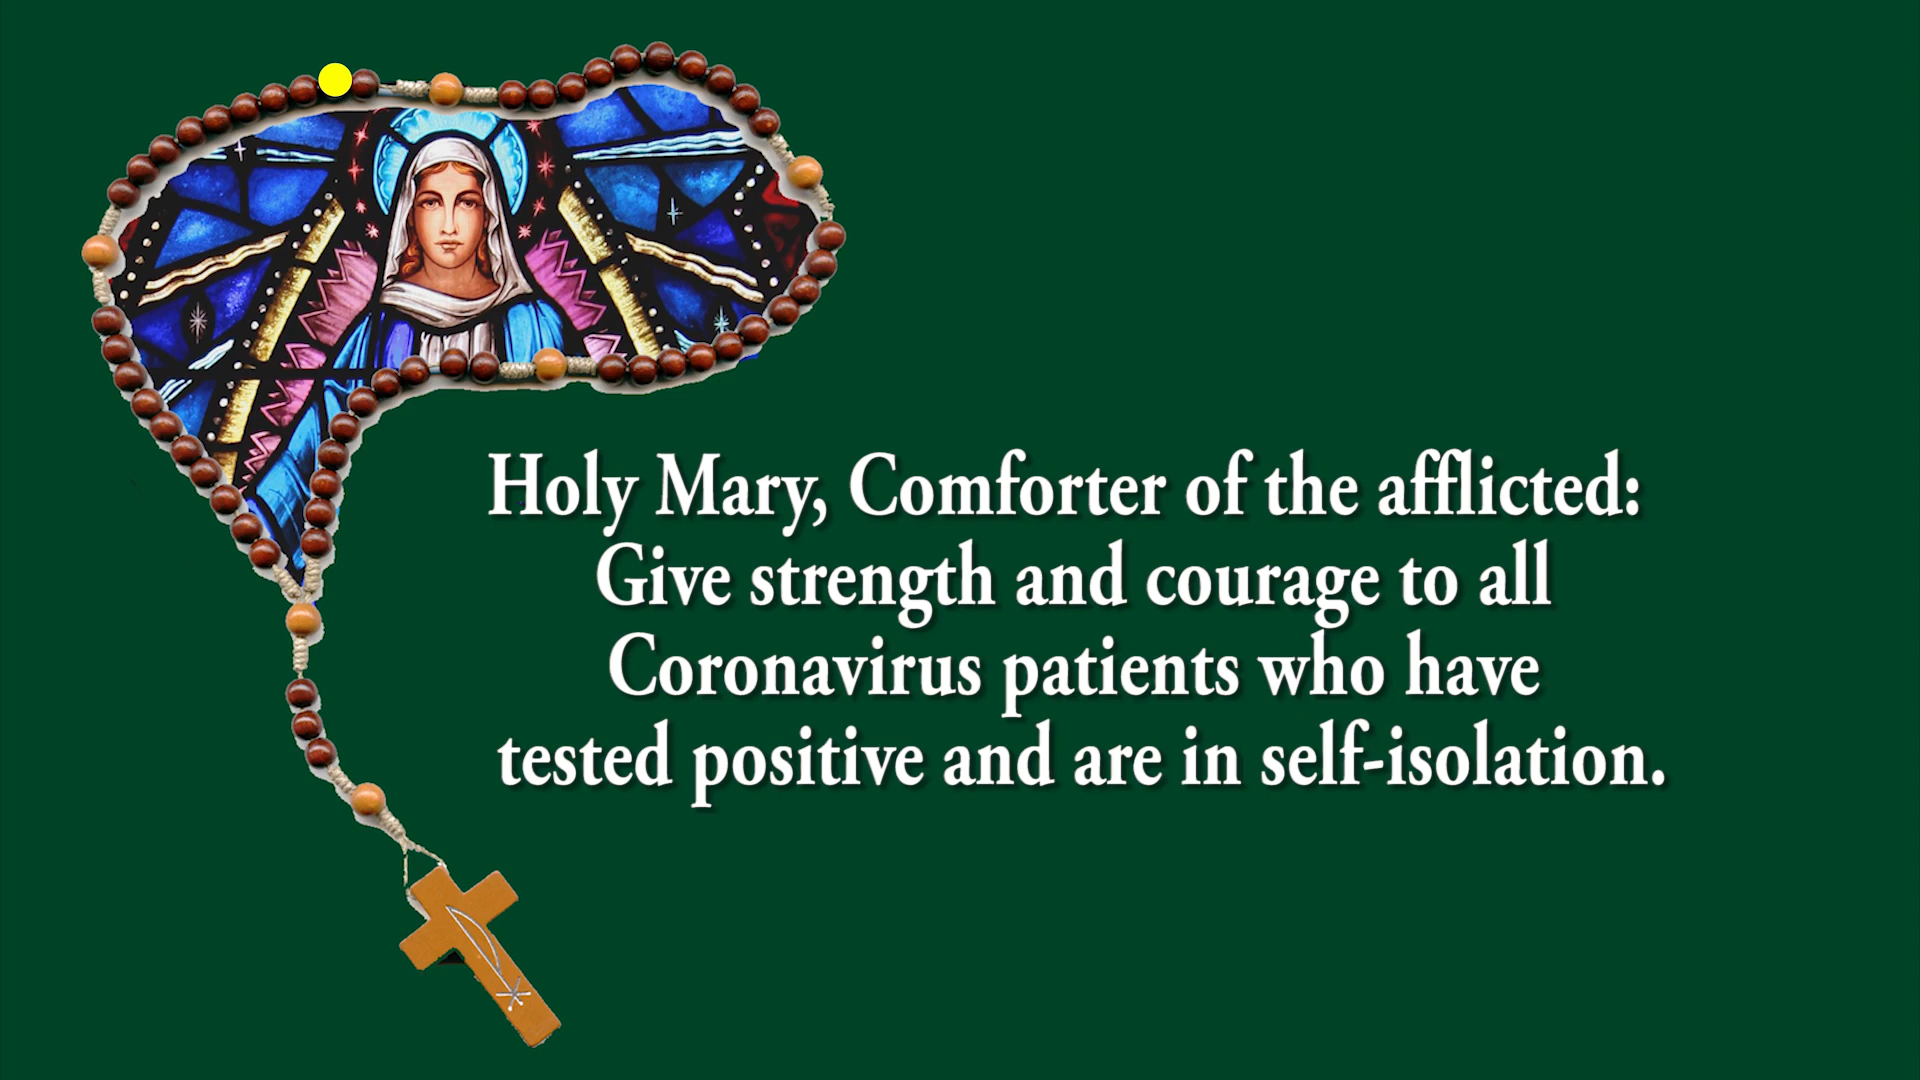 Holy Mary, Comforter of the afflicted:
Give strength and courage to all
Coronavirus patients who have
tested positive and are in self-isolation.